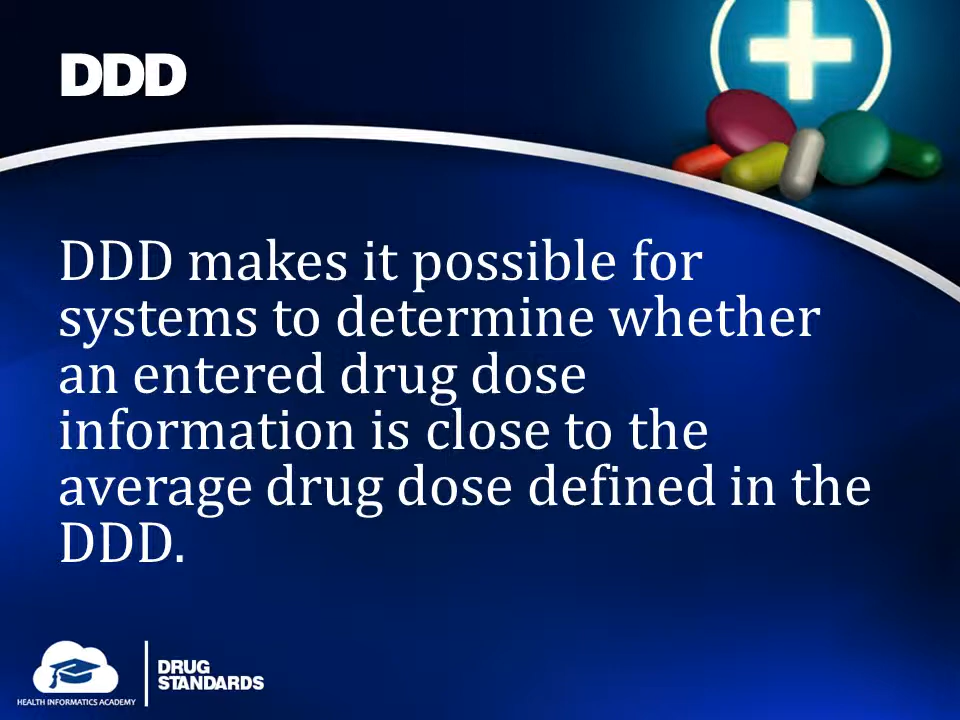 DDD
DDD makes it possible for
systems to determine whether
an entered drug dose
information is close to the
average drug dose defined in the
DDD.
HEALTH INFORMATICS ACADEMY
DRUG
STANDARDS